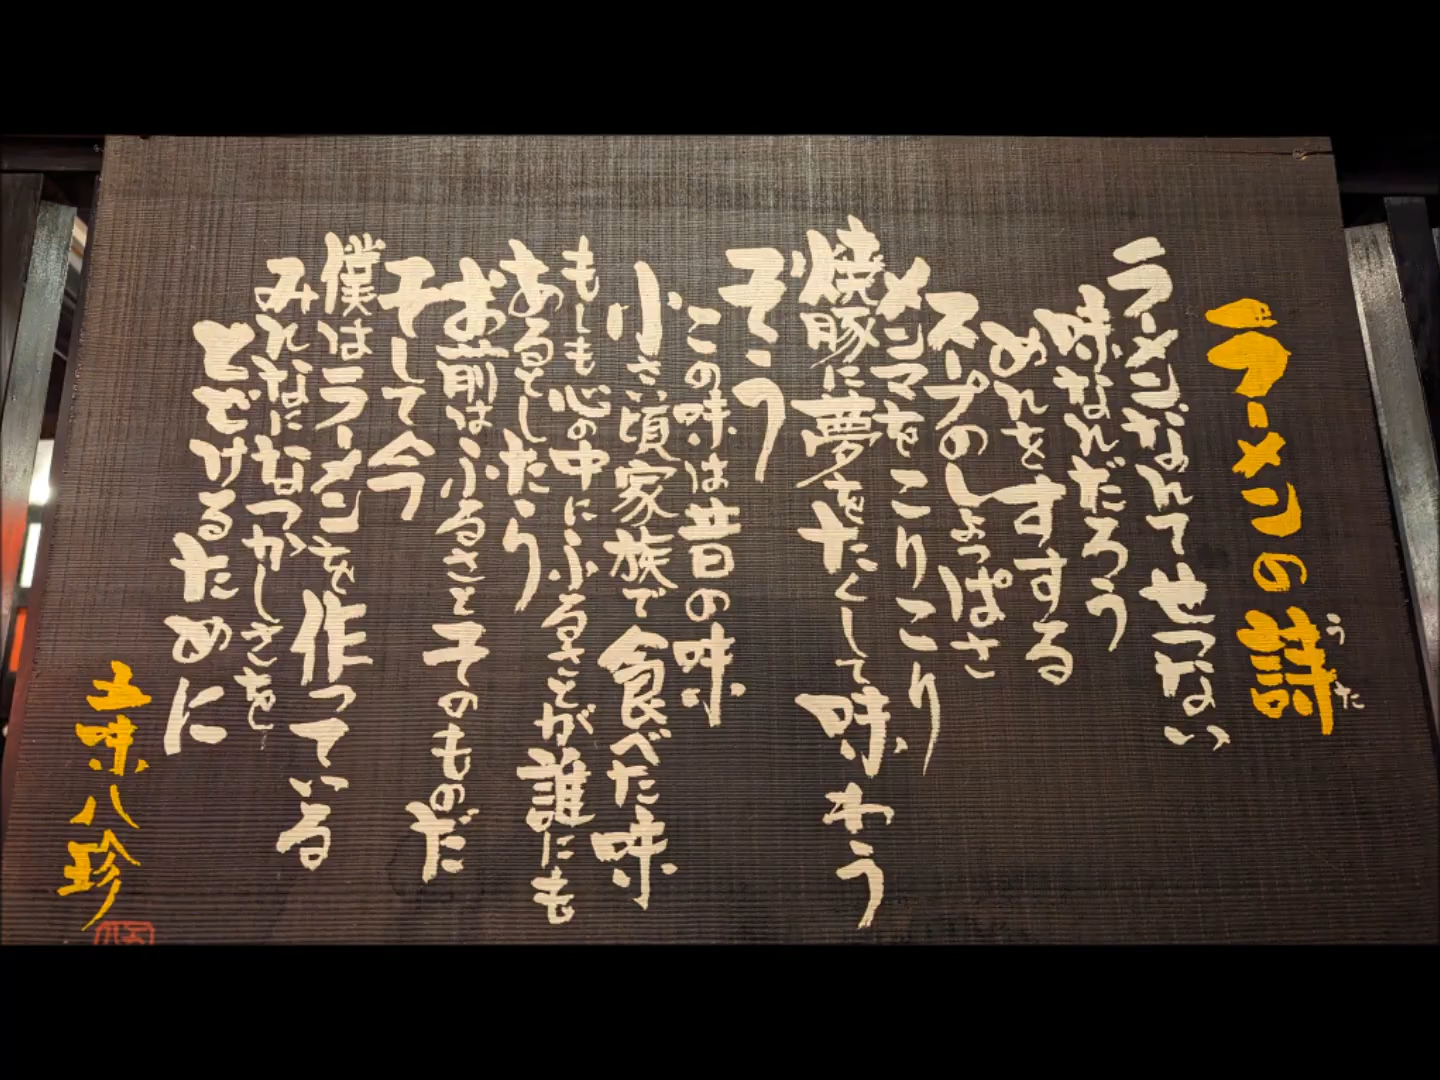 ラーメンの詩
うた
ラーメンなんてせつない
味なんだろう
めんをすする
スープのしょっぱさ
メンマをこりこり
焼豚に夢をたくして味わう
そう
この味は昔の味
小さい頃家族で食べた味
もしも心の中にふるさとが誰にも
あるとしたら
お前はふるさとそのものだ
そして今
僕はラーメンを作っている
みんなになつかしさを
とどけるために
五味八珍